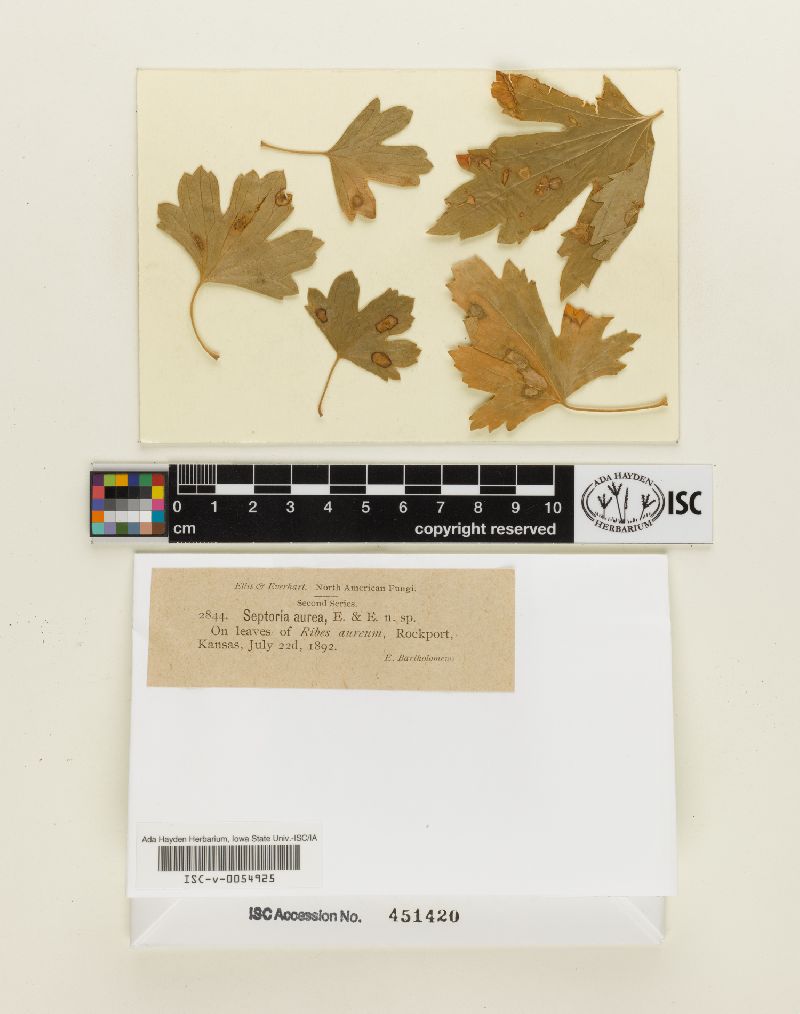 0 1 2 3 4 5 6 7 8 9 10
cm
copyright reserved
ADA HAYDEN
HERBARIUM
ISC
Ellis & Everhart. North American Fungi.
Second Series.
2844. Septoria aurea, E. & E. n. sp.
On leaves of Ribes aureum, Rockport,
Kansas, July 22d, 1892.
E. Bartholomew.
Ada Hayden Herbarium, Iowa State Univ.-ISC/IA
ISC-v-0054925
ISC Accession No. 451420